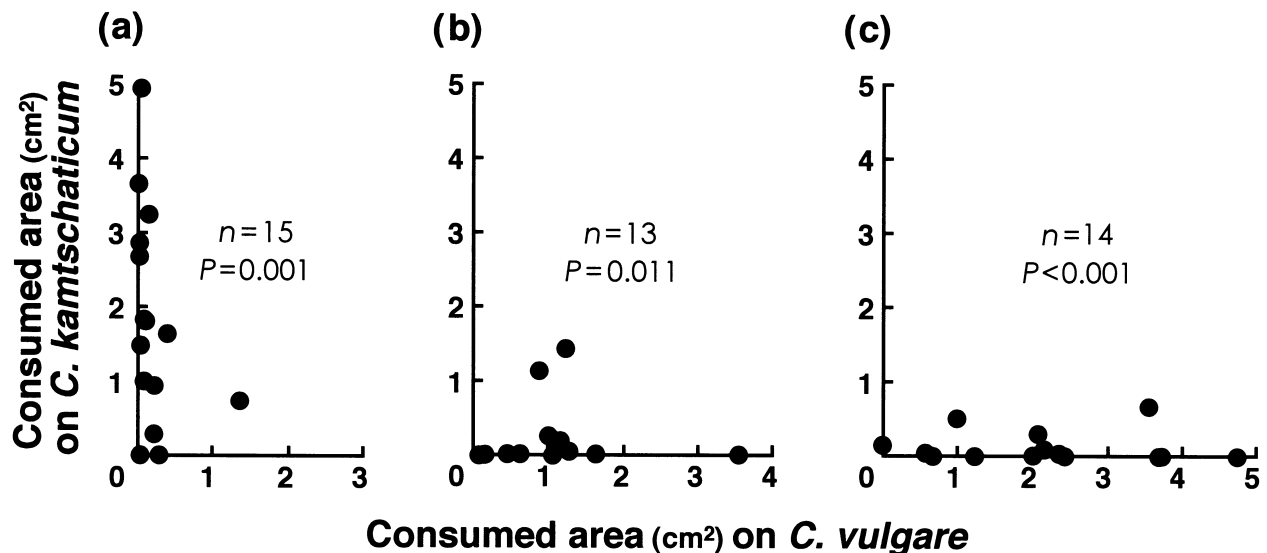 (a)
(b)
(c)
Consumed area (cm²)
on C. kamtschaticum
5
4
3
2
1
0
1
2
3
n=15
P=0.001
5
4
3
2
1
0
1
2
3
4
n=13
P=0.011
5
4
3
2
1
0
1
2
3
4
5
n=14
P<0.001
Consumed area (cm²) on C. vulgare